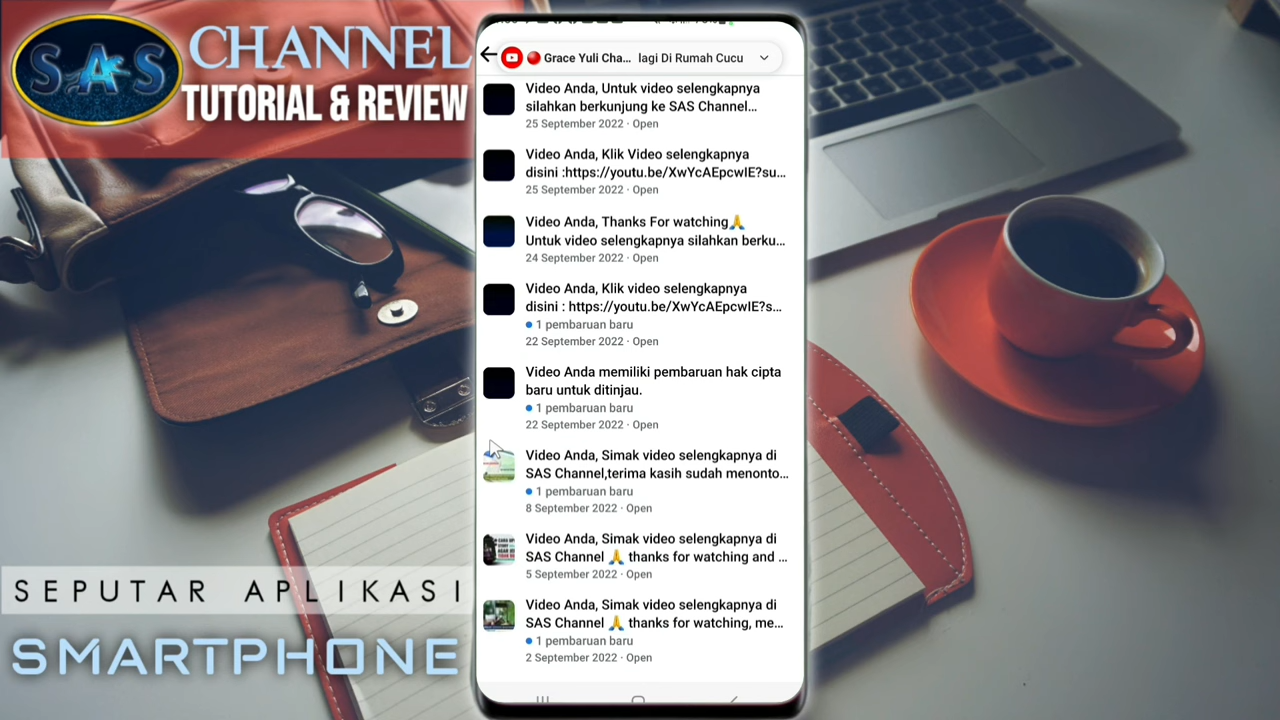 SAS
CHANNEL
TUTORIAL & REVIEW
Grace Yuli Cha... lagi Di Rumah Cucu
Video Anda, Untuk video selengkapnya
silahkan berkunjung ke SAS Channel...
25 September 2022 · Open
Video Anda, Klik Video selengkapnya
disini :https://youtu.be/XwYcAEpcwIE?su...
25 September 2022 · Open
Video Anda, Thanks For watching🙏
Untuk video selengkapnya silahkan berku...
24 September 2022 · Open
Video Anda, Klik video selengkapnya
disini : https://youtu.be/XwYcAEpcwIE?s...
1 pembaruan baru
22 September 2022 · Open
Video Anda memiliki pembaruan hak cipta
baru untuk ditinjau.
1 pembaruan baru
22 September 2022 · Open
Video Anda, Simak video selengkapnya di
SAS Channel,terima kasih sudah menonto...
1 pembaruan baru
8 September 2022 · Open
Video Anda, Simak video selengkapnya di
SAS Channel 🙏 thanks for watching and ...
5 September 2022 · Open
Video Anda, Simak video selengkapnya di
SAS Channel 🙏 thanks for watching, me...
1 pembaruan baru
2 September 2022 · Open
SEPUTAR APLIKASI
SMARTPHONE